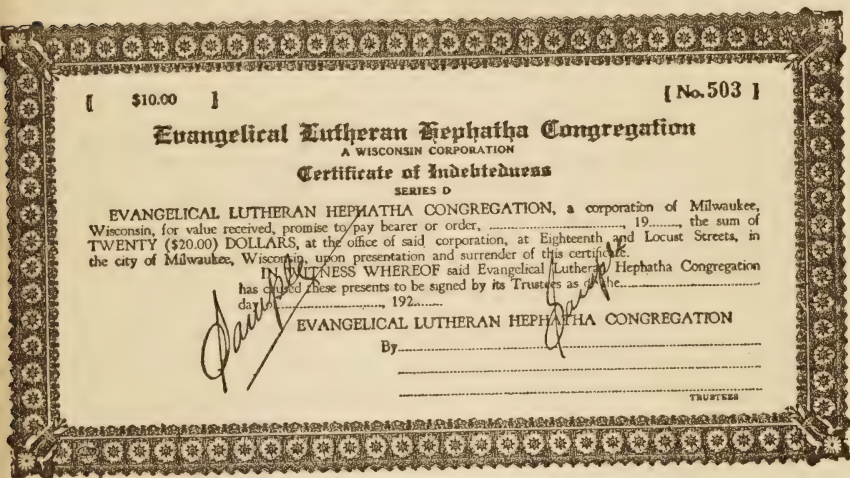 [ $10.00 ] [ No. 503 ]
Evangelical Lutheran Hephatha Congregation
A WISCONSIN CORPORATION
Certificate of Indebtedness
SERIES D
EVANGELICAL LUTHERAN HEPHATHA CONGREGATION, a corporation of Milwaukee,
Wisconsin, for value received, promise to pay bearer or order, ............................, 19........, the sum of
TWENTY ($20.00) DOLLARS, at the office of said corporation, at Eighteenth and Locust Streets, in
the city of Milwaukee, Wisconsin, upon presentation and surrender of this certificate.
IN WITNESS WHEREOF said Evangelical Lutheran Hephatha Congregation
has caused these presents to be signed by its Trustees as of the............................
day of............................, 192........
Sample
Sample
EVANGELICAL LUTHERAN HEPHATHA CONGREGATION
By............................
TRUSTEES